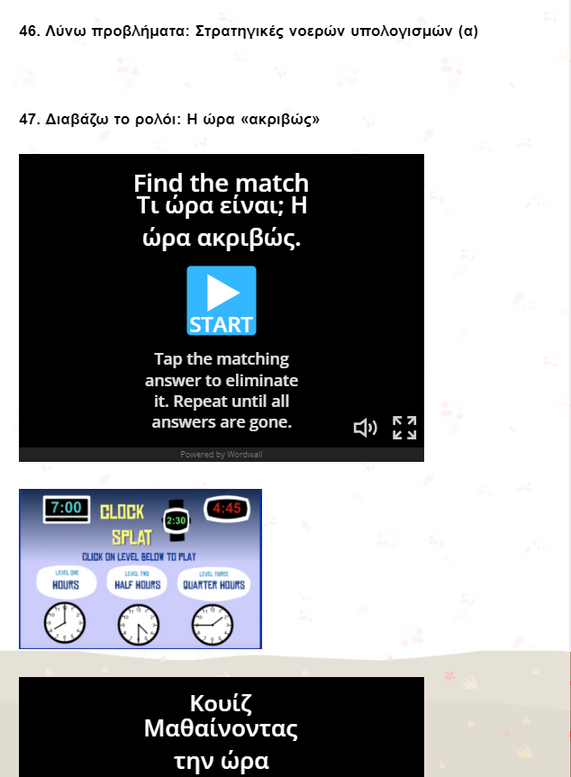 46. Λύνω προβλήματα: Στρατηγικές νοερών υπολογισμών (α)
47. Διαβάζω το ρολόι: Η ώρα «ακριβώς»
Find the match
Τι ώρα είναι; Η
ώρα ακριβώς.
START
Tap the matching
answer to eliminate
it. Repeat until all
answers are gone.
Powered by Wordwall
7:00
CLOCK
2:30
4:45
SPLAT
CLICK ON LEVEL BELOW TO PLAY
LEVEL ONE
LEVEL TWO
LEVEL THREE
HOURS
HALF HOURS
QUARTER HOURS
Κουίζ
Μαθαίνοντας
την ώρα